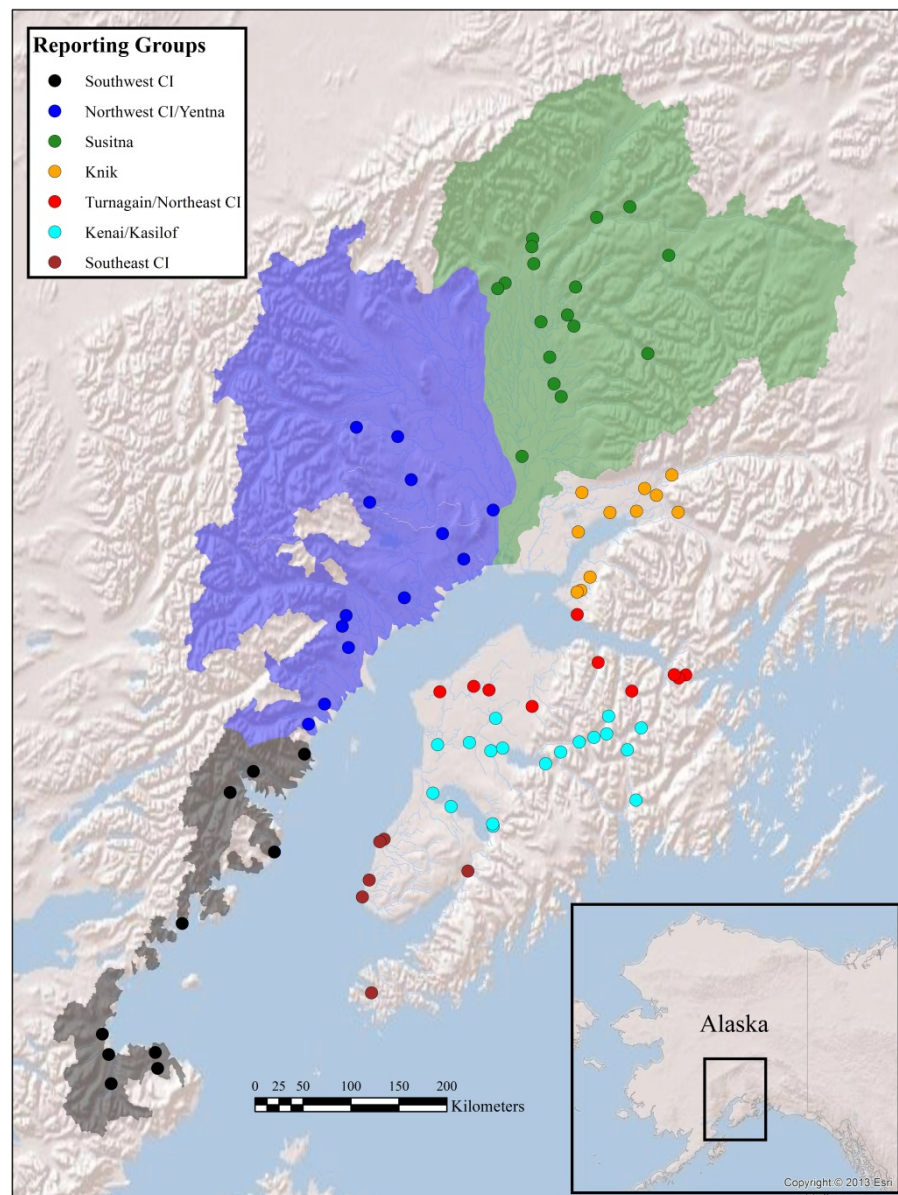 Reporting Groups
Southwest CI
Northwest CI/Yentna
Susitna
Knik
Turnagain/Northeast CI
Kenai/Kasilof
Southeast CI
Alaska
0 25 50 100 150 200
Kilometers
Copyright:© 2013 Esri